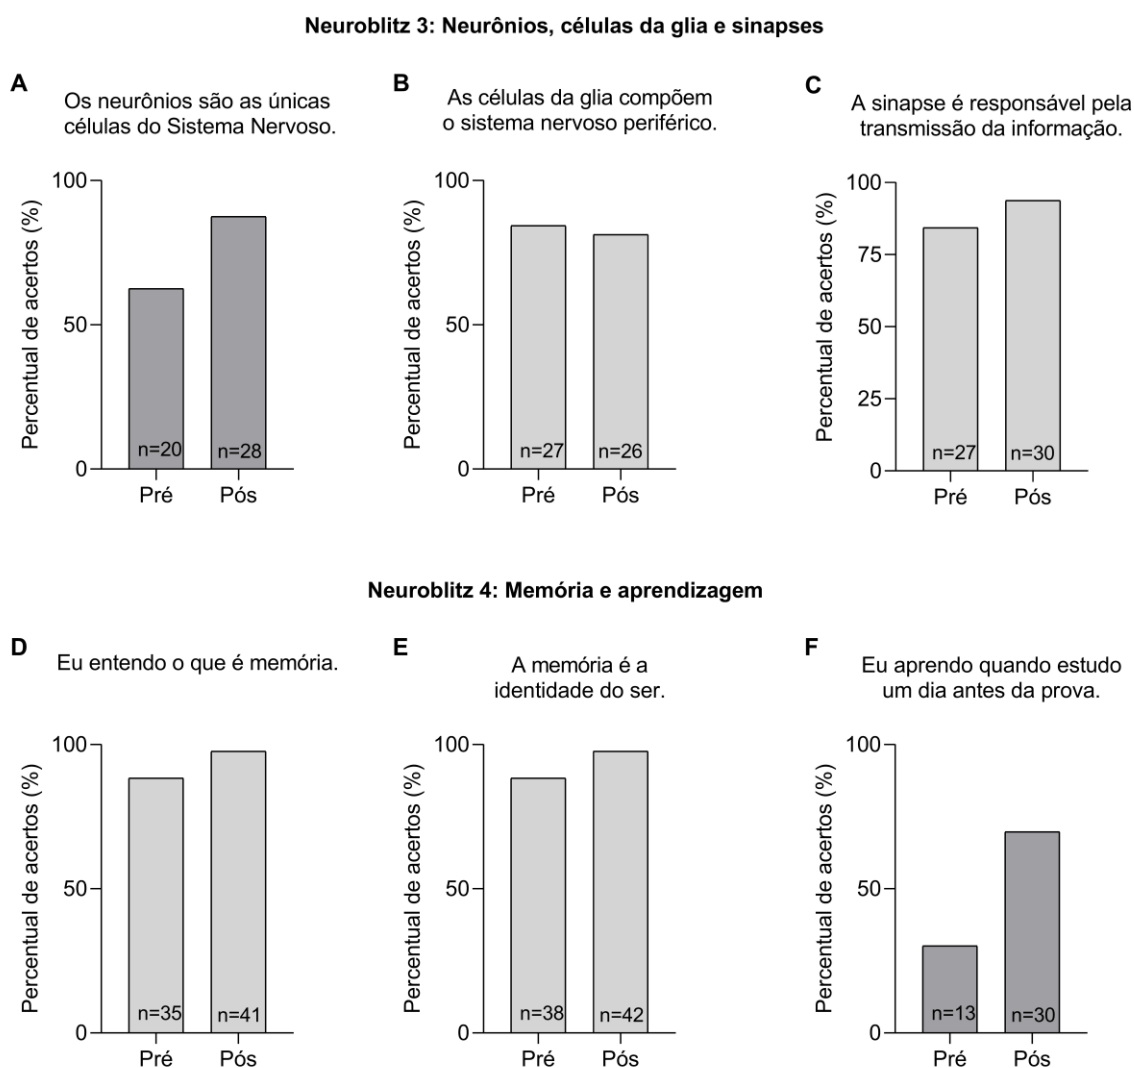 Neuroblitz 3: Neurônios, células da glia e sinapses
A
Os neurônios são as únicas
células do Sistema Nervoso.
Percentual de acertos (%)
100
50
0
n=20
n=28
Pré
Pós
B
As células da glia compõem
o sistema nervoso periférico.
Percentual de acertos (%)
100
50
0
n=27
n=26
Pré
Pós
C
A sinapse é responsável pela
transmissão da informação.
Percentual de acertos (%)
100
75
50
25
0
n=27
n=30
Pré
Pós
Neuroblitz 4: Memória e aprendizagem
D
Eu entendo o que é memória.
Percentual de acertos (%)
100
50
0
n=35
n=41
Pré
Pós
E
A memória é a
identidade do ser.
Percentual de acertos (%)
100
50
0
n=38
n=42
Pré
Pós
F
Eu aprendo quando estudo
um dia antes da prova.
Percentual de acertos (%)
100
50
0
n=13
n=30
Pré
Pós